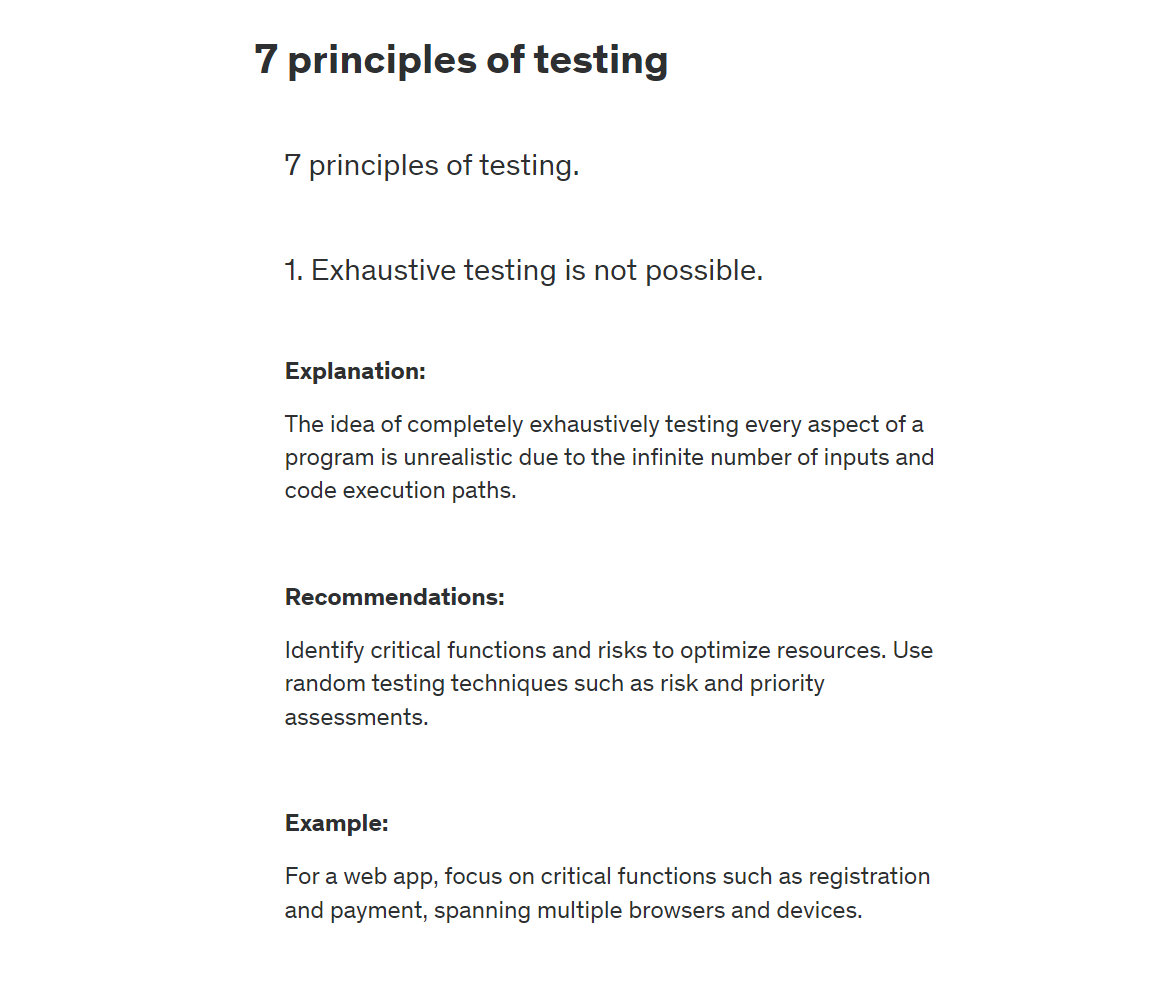 7 principles of testing
7 principles of testing.
1. Exhaustive testing is not possible.
Explanation:
The idea of completely exhaustively testing every aspect of a
program is unrealistic due to the infinite number of inputs and
code execution paths.
Recommendations:
Identify critical functions and risks to optimize resources. Use
random testing techniques such as risk and priority
assessments.
Example:
For a web app, focus on critical functions such as registration
and payment, spanning multiple browsers and devices.